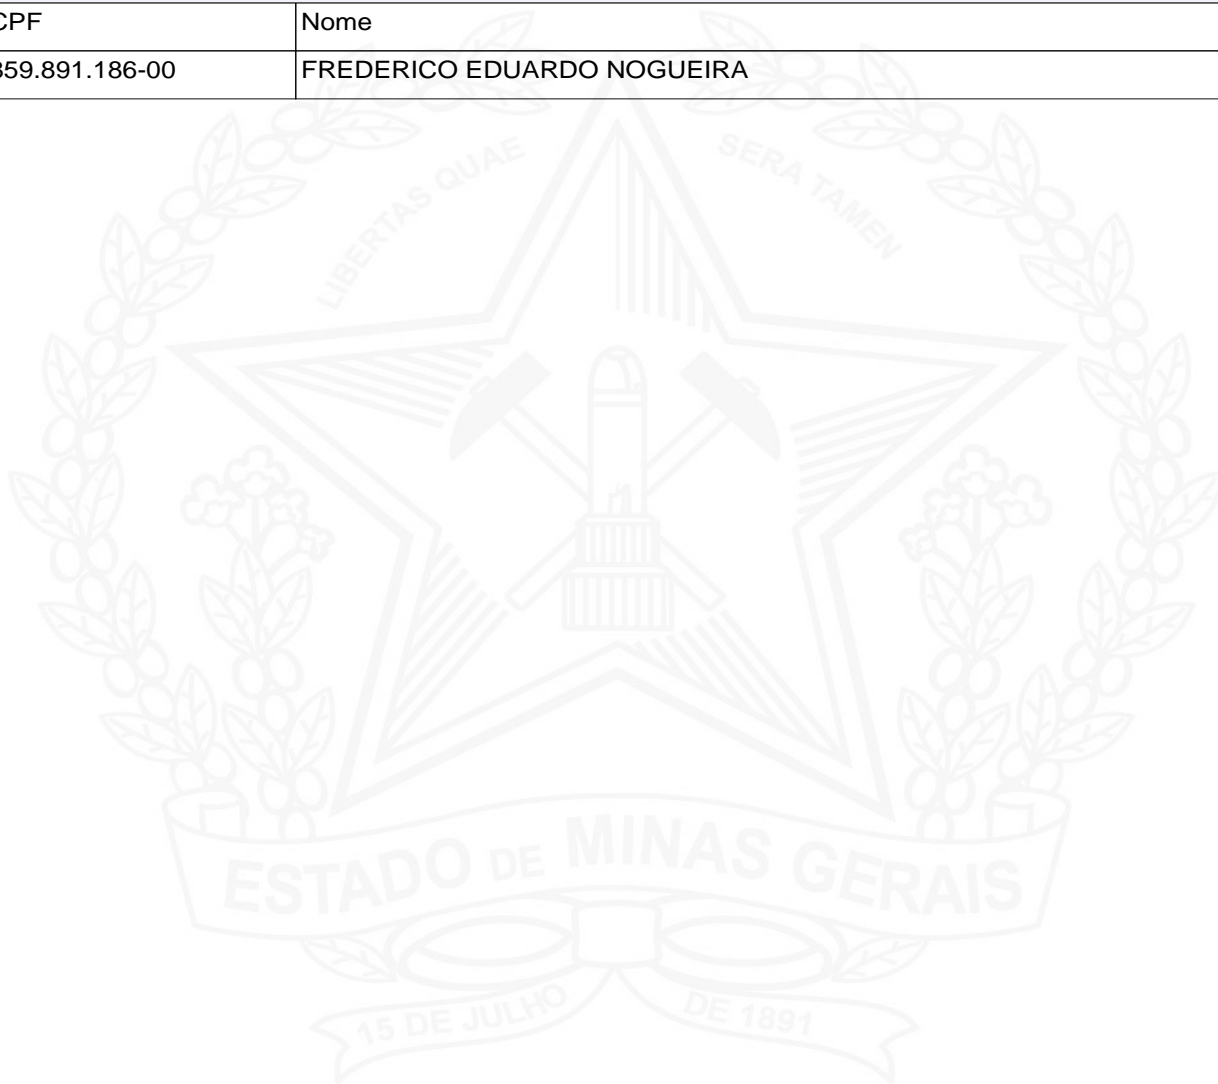 CPF Nome
859.891.186-00 FREDERICO EDUARDO NOGUEIRA
LIBERTAS QUAE SERA TAMEN
ESTADO DE MINAS GERAIS
15 DE JULHO DE 1891